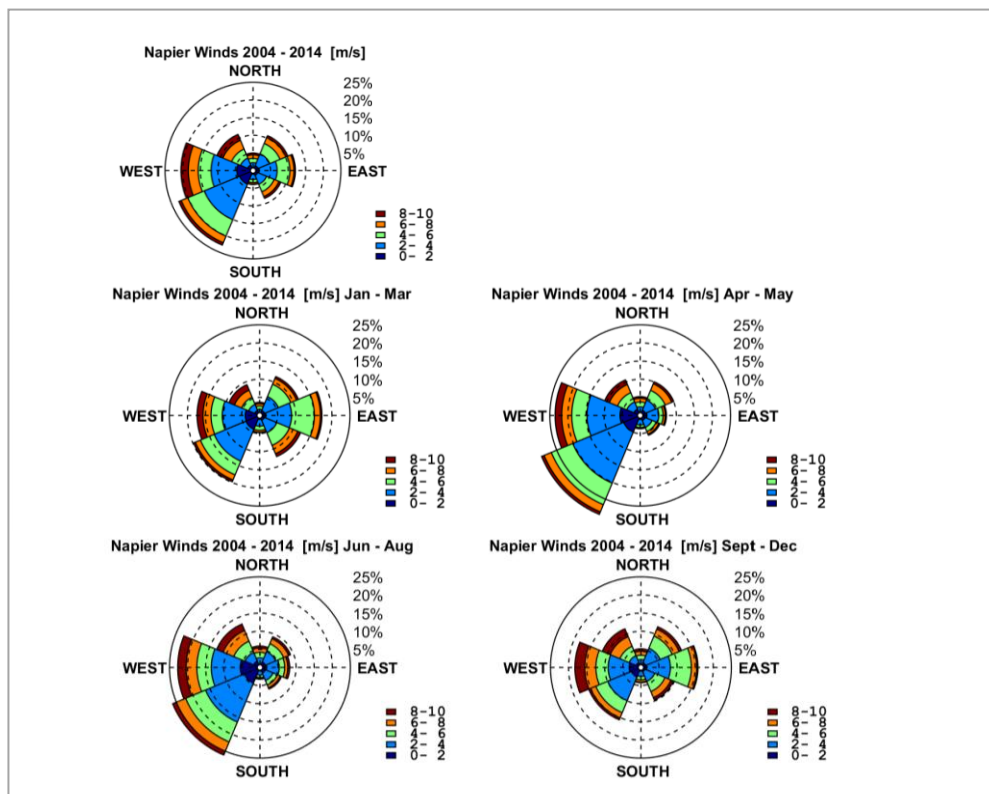 Napier Winds 2004 - 2014 [m/s]
NORTH
25%
20%
15%
10%
5%
WEST
EAST
8-10
6- 8
4- 6
2- 4
0- 2
SOUTH
Napier Winds 2004 - 2014 [m/s] Jan - Mar
NORTH
25%
20%
15%
10%
5%
WEST
EAST
8-10
6- 8
4- 6
2- 4
0- 2
SOUTH
Napier Winds 2004 - 2014 [m/s] Apr - May
NORTH
25%
20%
15%
10%
5%
WEST
EAST
8-10
6- 8
4- 6
2- 4
0- 2
SOUTH
Napier Winds 2004 - 2014 [m/s] Jun - Aug
NORTH
25%
20%
15%
10%
5%
WEST
EAST
8-10
6- 8
4- 6
2- 4
0- 2
SOUTH
Napier Winds 2004 - 2014 [m/s] Sept - Dec
NORTH
25%
20%
15%
10%
5%
WEST
EAST
8-10
6- 8
4- 6
2- 4
0- 2
SOUTH